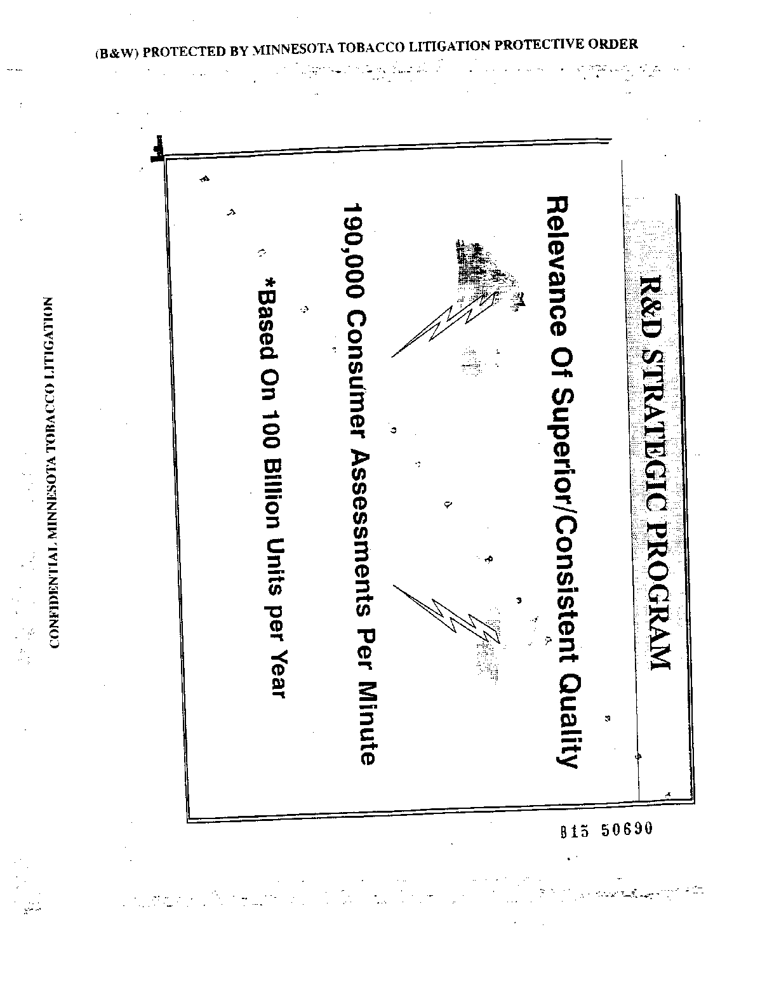 (B&W) PROTECTED BY MINNESOTA TOBACCO LITIGATION PROTECTIVE ORDER
R&D STRATEGIC PROGRAM
Relevance Of Superior/Consistent Quality
190,000 Consumer Assessments Per Minute
*Based On 100 Billion Units per Year
CONFIDENTIAL MINNESOTA TOBACCO LITIGATION
B15 50690